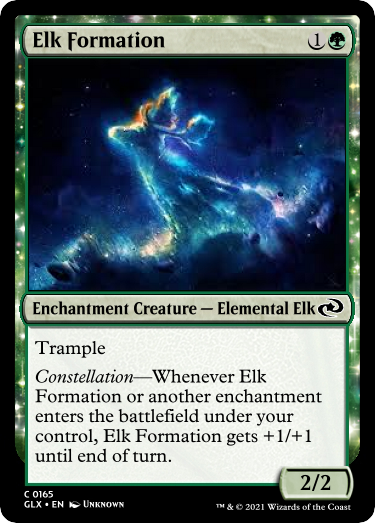 Elk Formation 1
Enchantment Creature — Elemental Elk
Trample
Constellation—Whenever Elk
Formation or another enchantment
enters the battlefield under your
control, Elk Formation gets +1/+1
until end of turn.
2/2
C 0165
GLX • EN Unknown
™ & © 2021 Wizards of the Coast